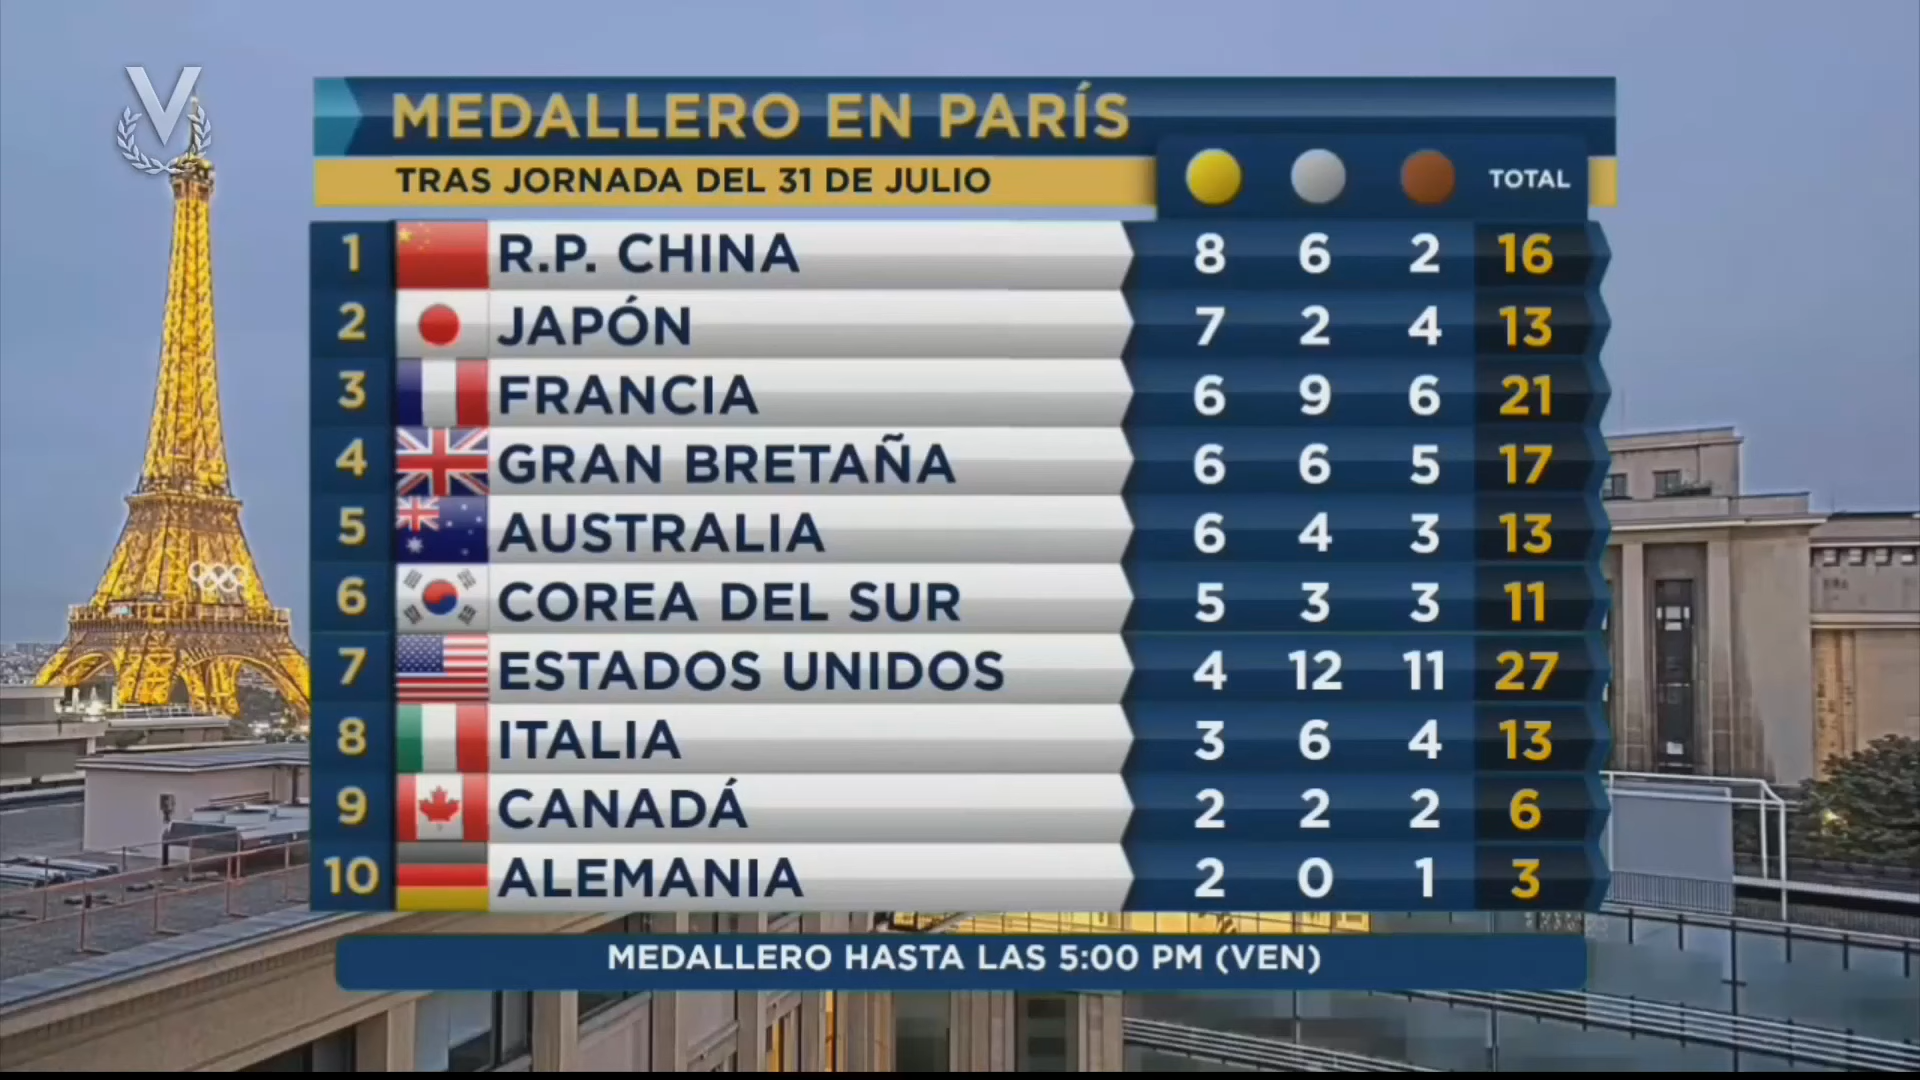 V
MEDALLERO EN PARÍS
TRAS JORNADA DEL 31 DE JULIO TOTAL
1 R.P. CHINA 8 6 2 16
2 JAPÓN 7 2 4 13
3 FRANCIA 6 9 6 21
4 GRAN BRETAÑA 6 6 5 17
5 AUSTRALIA 6 4 3 13
6 COREA DEL SUR 5 3 3 11
7 ESTADOS UNIDOS 4 12 11 27
8 ITALIA 3 6 4 13
9 CANADÁ 2 2 2 6
10 ALEMANIA 2 0 1 3
MEDALLERO HASTA LAS 5:00 PM (VEN)